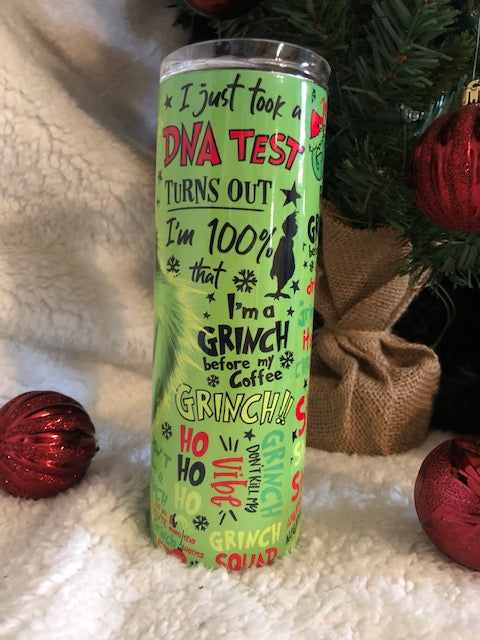 I just took a
DNA TEST
TURNS OUT
I'm 100%
that
I'm a
GRINCH
before my
Coffee
GRINCH!!
HO
HO
HO
Vibe
DON'T KILL MY
GRINCH
GRINCH
SQUAD